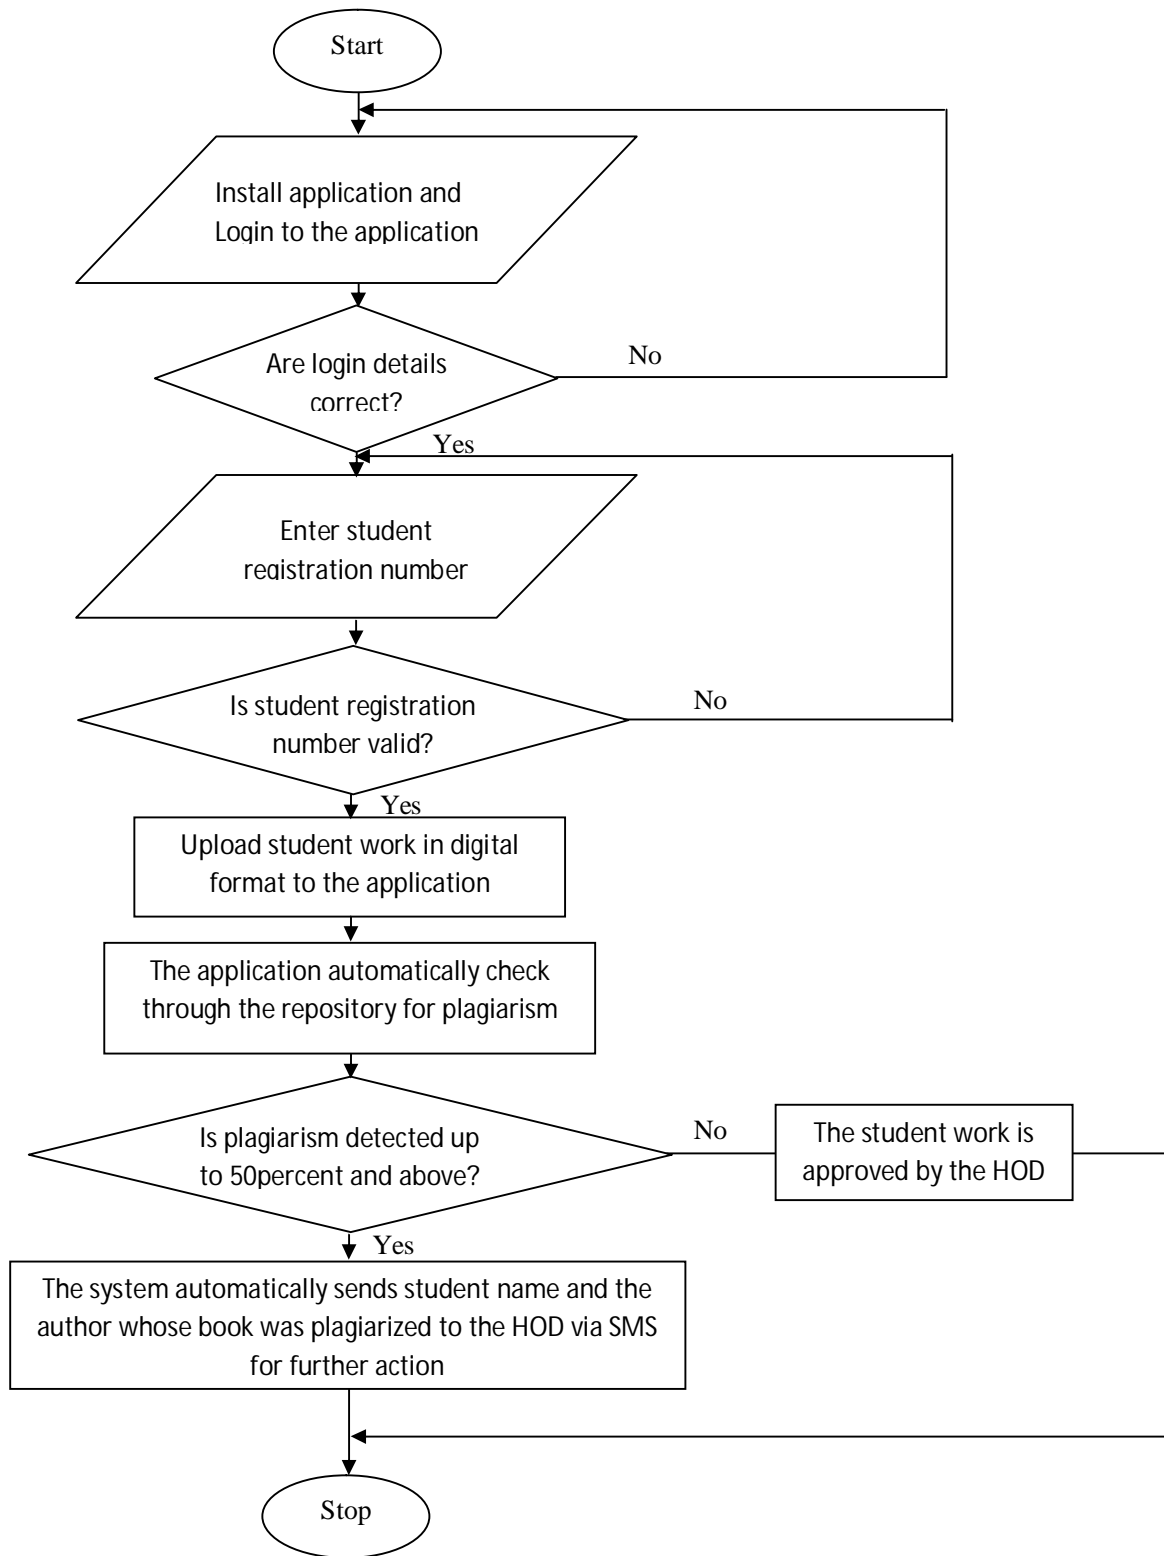 Start
Install application and
Login to the application
Are login details
correct?
No
Yes
Enter student
registration number
Is student registration
number valid?
No
Yes
Upload student work in digital
format to the application
The application automatically check
through the repository for plagiarism
Is plagiarism detected up
to 50percent and above?
No
The student work is
approved by the HOD
Yes
The system automatically sends student name and the
author whose book was plagiarized to the HOD via SMS
for further action
Stop